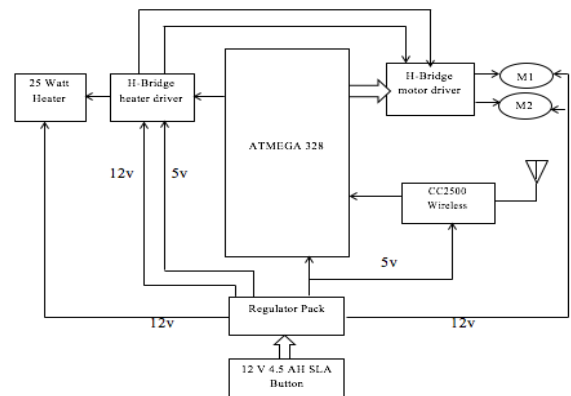 25 Watt
Heater
H-Bridge
heater driver
ATMEGA 328
H-Bridge
motor driver
M1
M2
12v
5v
CC2500
Wireless
5v
Regulator Pack
12v
12v
12 V 4.5 AH SLA
Button